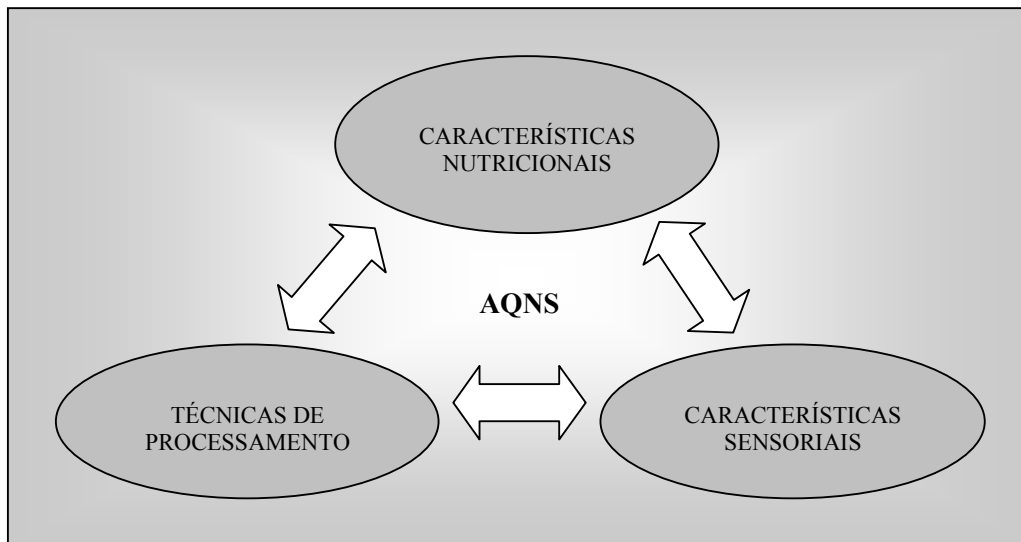 CARACTERÍSTICAS
NUTRICIONAIS
AQNS
TÉCNICAS DE
PROCESSAMENTO
CARACTERÍSTICAS
SENSORIAIS